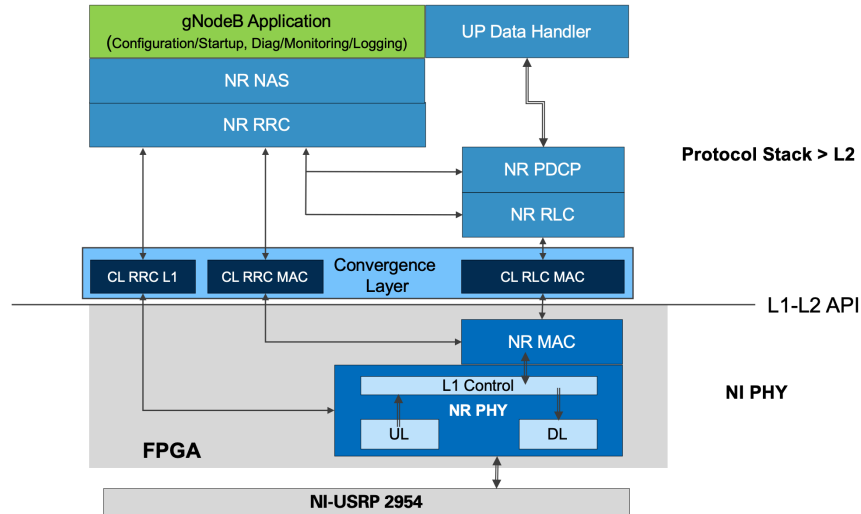 gNodeB Application
(Configuration/Startup, Diag/Monitoring/Logging)
UP Data Handler
NR NAS
NR RRC
Protocol Stack > L2
NR PDCP
NR RLC
CL RRC L1
CL RRC MAC
Convergence
Layer
CL RLC MAC
L1-L2 API
NR MAC
L1 Control
NI PHY
NR PHY
UL
DL
FPGA
NI-USRP 2954